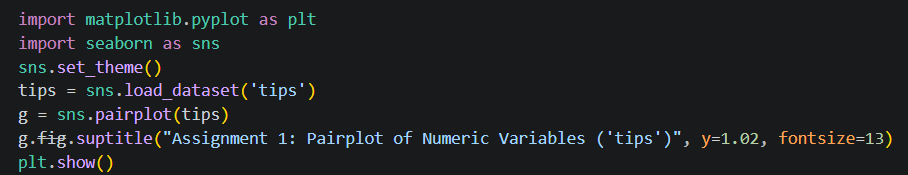 import matplotlib.pyplot as plt
import seaborn as sns
sns.set_theme()
tips = sns.load_dataset('tips')
g = sns.pairplot(tips)
g.fig.suptitle("Assignment 1: Pairplot of Numeric Variables ('tips')", y=1.02, fontsize=13)
plt.show()